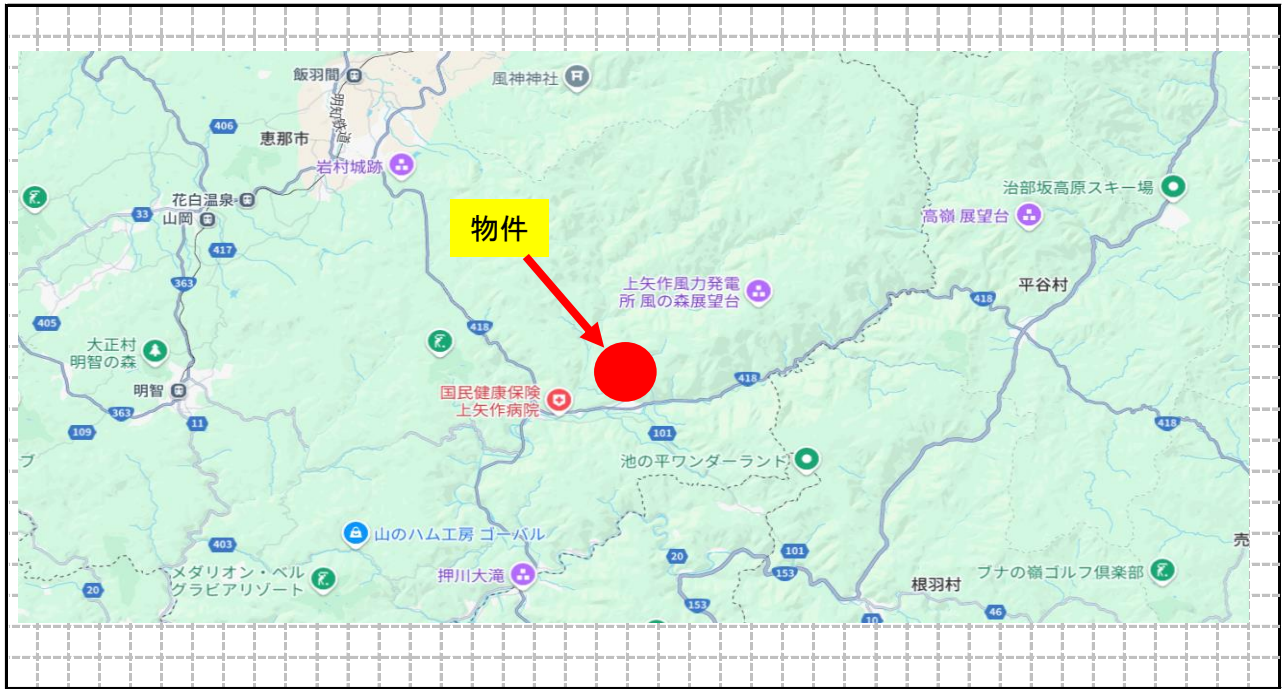 飯羽間
風神神社
明知鉄道
406
恵那市
岩村城跡
治部坂高原スキー場
花白温泉
33
山岡
高嶺 展望台
物件
417
363
上矢作風力発電
所 風の森展望台
平谷村
418
405
418
大正村
明智の森
418
明智
国民健康保険
上矢作病院
363
11
109
418
101
池の平ワンダーランド
ブ
山のハム工房 ゴーバル
売
403
20
101
押川大滝
153
メダリオン・ベル
グラビアリゾート
ブナの嶺ゴルフ倶楽部
根羽村
20
153
46
10